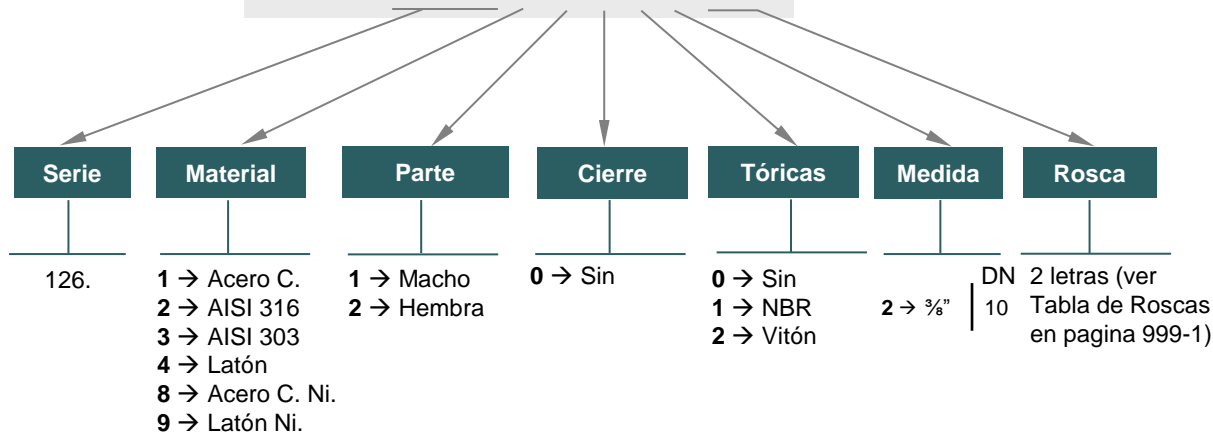 Serie Material Parte Cierre Tóricas Medida Rosca
126.
1 → Acero C.
2 → AISI 316
3 → AISI 303
4 → Latón
8 → Acero C. Ni.
9 → Latón Ni.
1 → Macho
2 → Hembra
0 → Sin
0 → Sin
1 → NBR
2 → Vitón
DN
2 → ⅜” 10
2 letras (ver
Tabla de Roscas
en pagina 999-1)